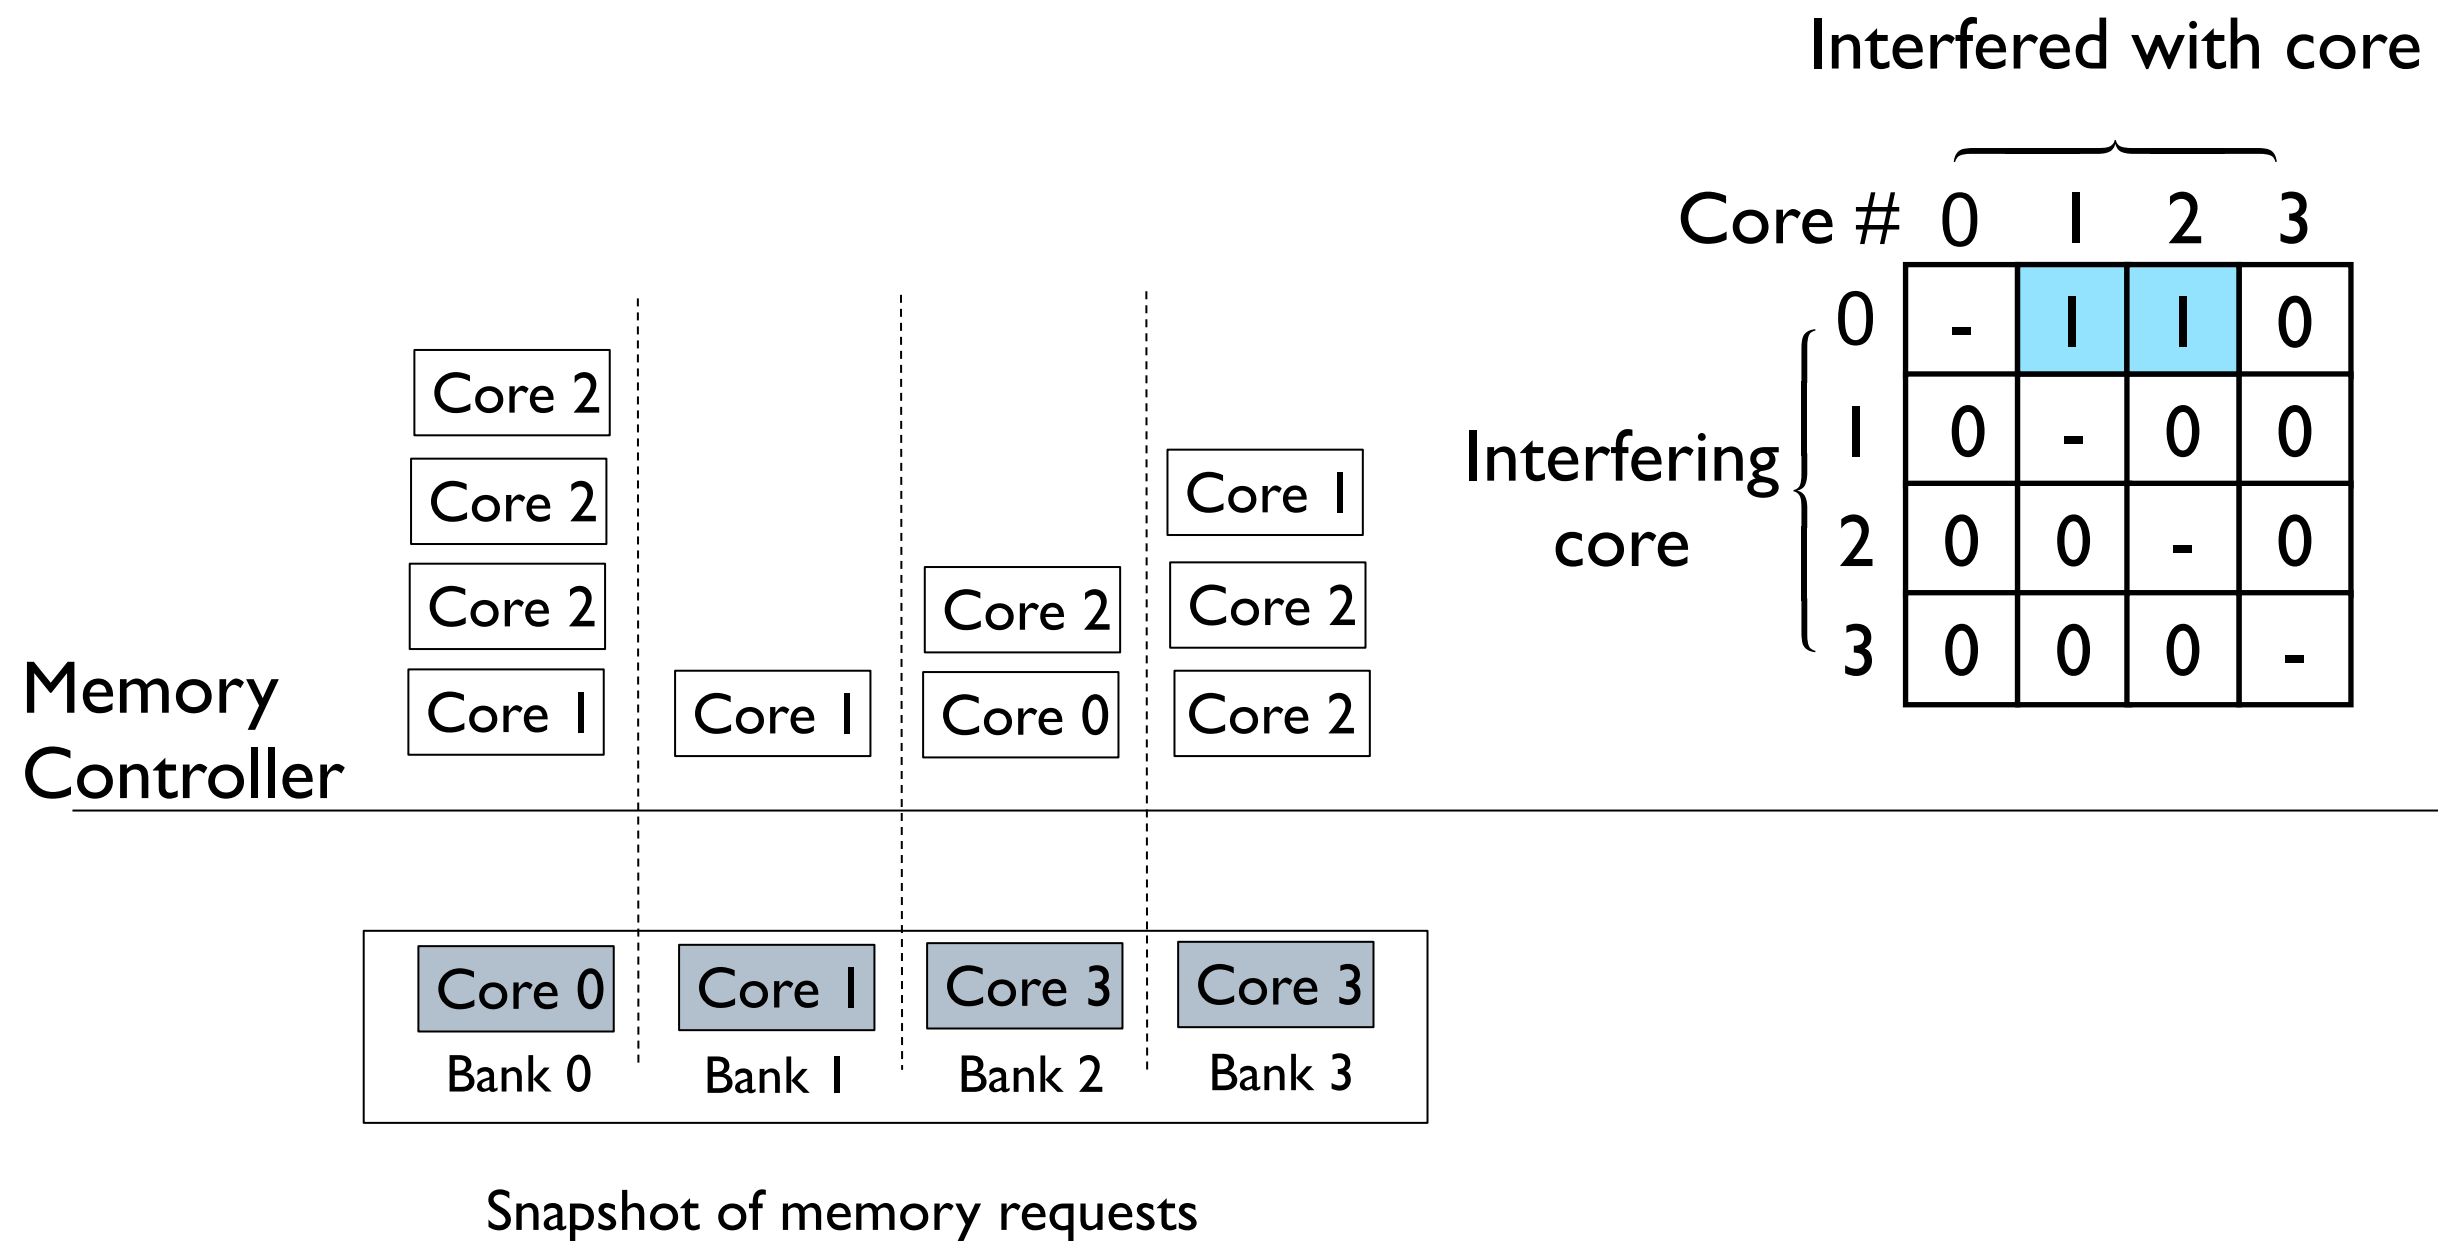 Interfered with core
Core # 0 1 2 3
0 - 1 1 0
1 0 - 0 0
2 0 0 - 0
3 0 0 0 -
Interfering
core
Core 2
Core 2
Core 2
Core 1
Core 1
Core 2
Core 0
Core 1
Core 2
Core 2
Memory
Controller
Core 0 Core 1 Core 3 Core 3
Bank 0 Bank 1 Bank 2 Bank 3
Snapshot of memory requests